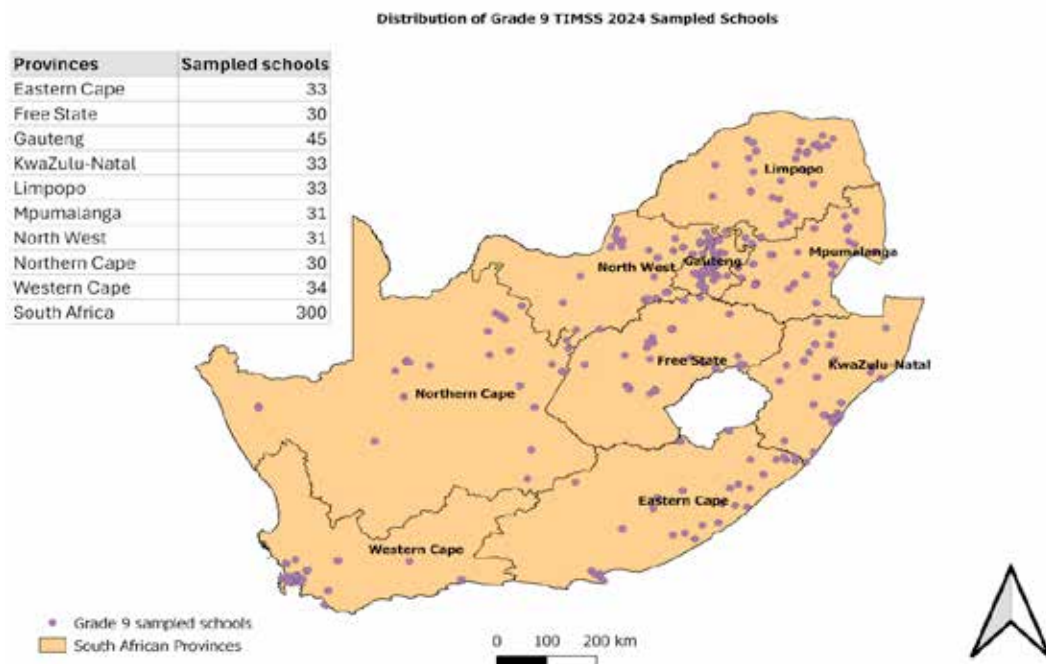 Distribution of Grade 9 TIMSS 2024 Sampled Schools
Provinces Sampled schools
Eastern Cape 33
Free State 30
Gauteng 45
KwaZulu-Natal 33
Limpopo 33
Mpumalanga 31
North West 31
Northern Cape 30
Western Cape 34
South Africa 300
Limpopo
Mpumalanga
North West
Gauteng
Free State
KwaZulu-Natal
Northern Cape
Eastern Cape
Western Cape
Grade 9 sampled schools
South African Provinces
0 100 200 km